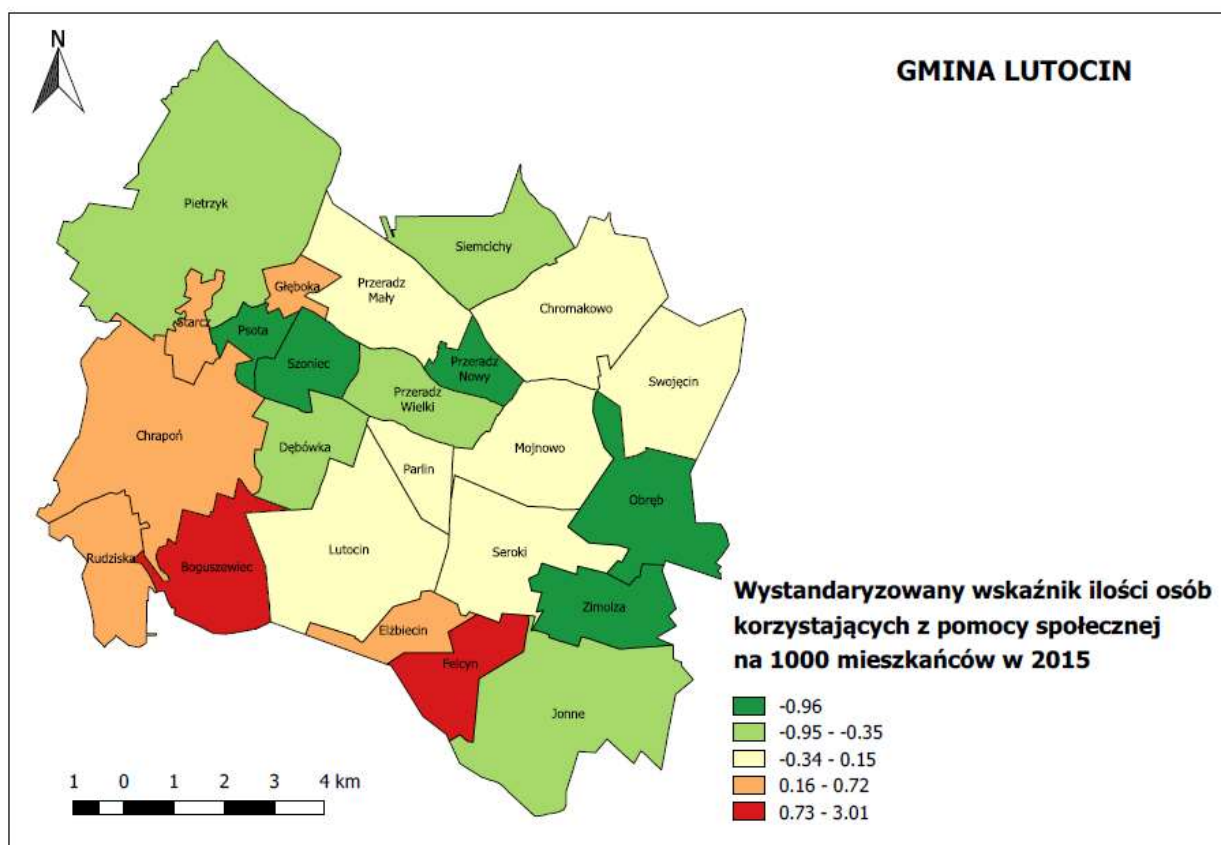 N
GMINA LUTOCIN
Pietrzyk
Siemcichy
Głęboka
Przeradz
Mały
Chromakowo
Starcz
Psota
Szoniec
Przeradz
Nowy
Swojęcin
Przeradz
Wielki
Chrapoń
Dębówka
Parlin
Mojnowo
Obręb
Rudziska
Boguszewiec
Lutocin
Seroki
Zimolza
Elżbiecin
Felcyn
Jonne
Wystandaryzowany wskaźnik ilości osób
korzystających z pomocy społecznej
na 1000 mieszkańców w 2015
-0.96
-0.95 - -0.35
-0.34 - 0.15
0.16 - 0.72
0.73 - 3.01
1 0 1 2 3 4 km